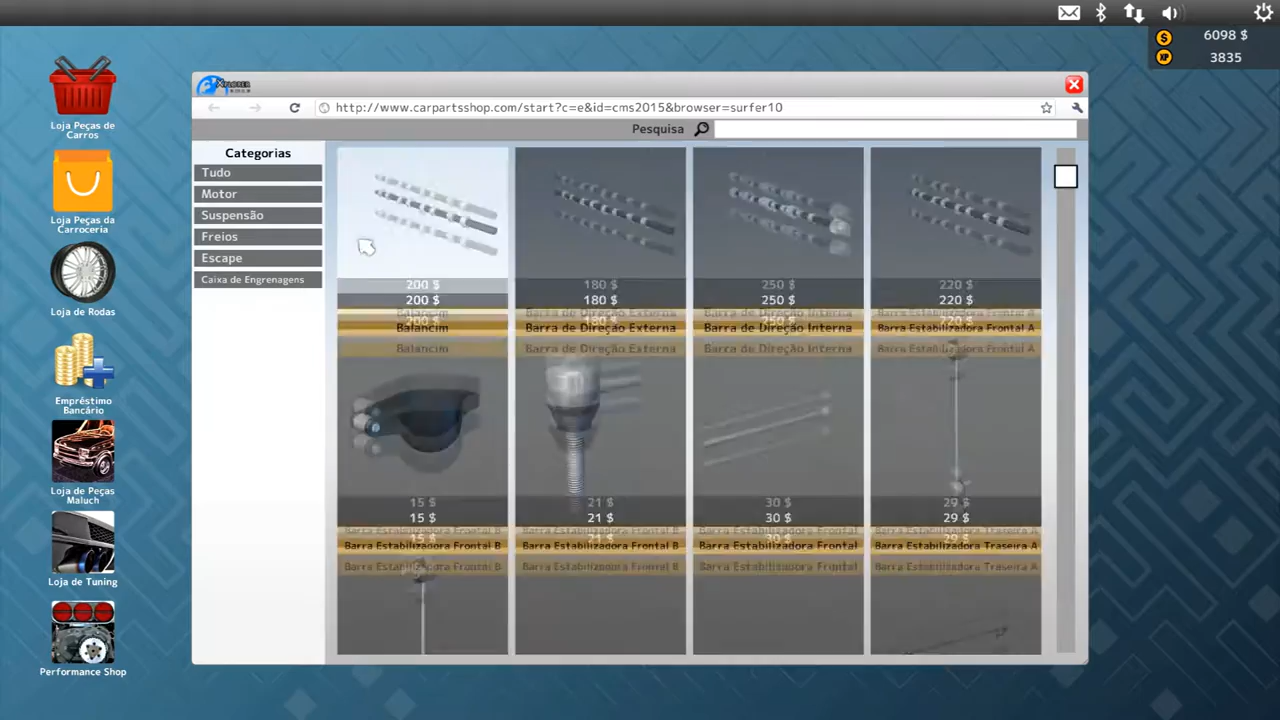 6098 $
3835
XPLORER
http://www.carpartsshop.com/start?c=e&id=cms2015&browser=surfer10
Pesquisa
Loja Peças de
Carros
Loja Peças da
Carroceria
Loja de Rodas
Empréstimo
Bancário
Loja de Peças
Maluch
Loja de Tuning
Performance Shop
Categorias
Tudo
Motor
Suspensão
Freios
Escape
Caixa de Engrenagens
200 $
180 $
250 $
220 $
Balancim
Barra de Direção Externa
Barra de Direção Interna
Barra Estabilizadora Frontal A
15 $
21 $
30 $
29 $
Barra Estabilizadora Frontal B
Barra Estabilizadora Frontal B
Barra Estabilizadora Frontal
Barra Estabilizadora Traseira A